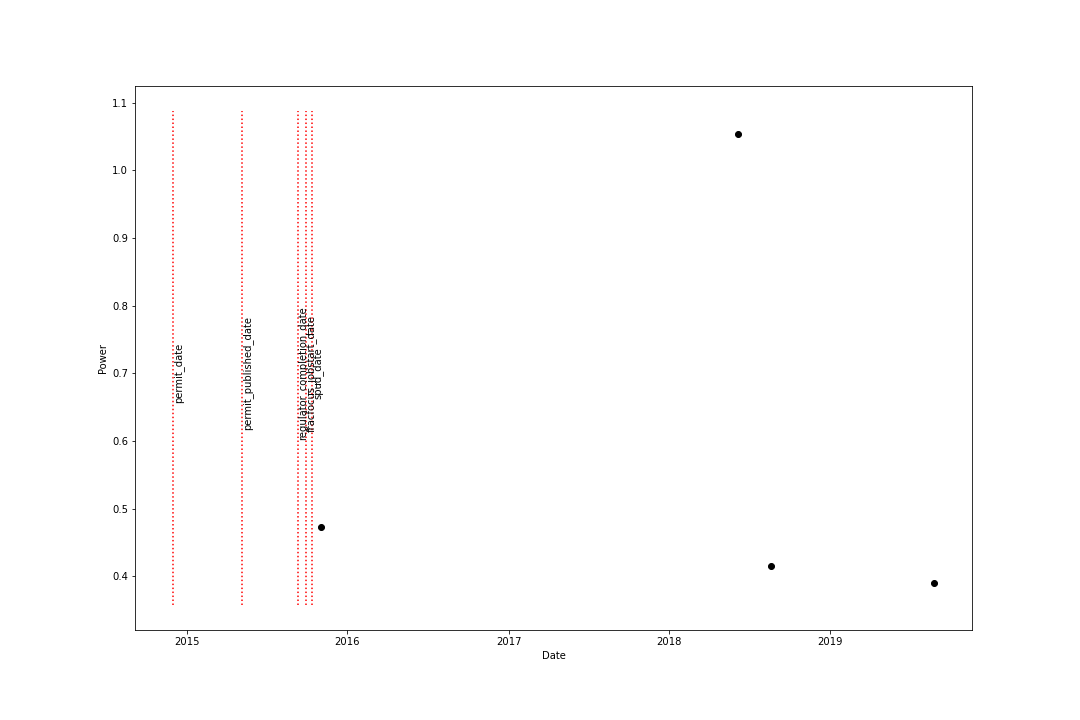 1.1
1.0
0.9
0.8
0.7
0.6
0.5
0.4
Power
permit_date
permit_published_date
regulator_completion_date
fracfocus_jobstart_date
spud_date
2015
2016
2017
2018
2019
Date